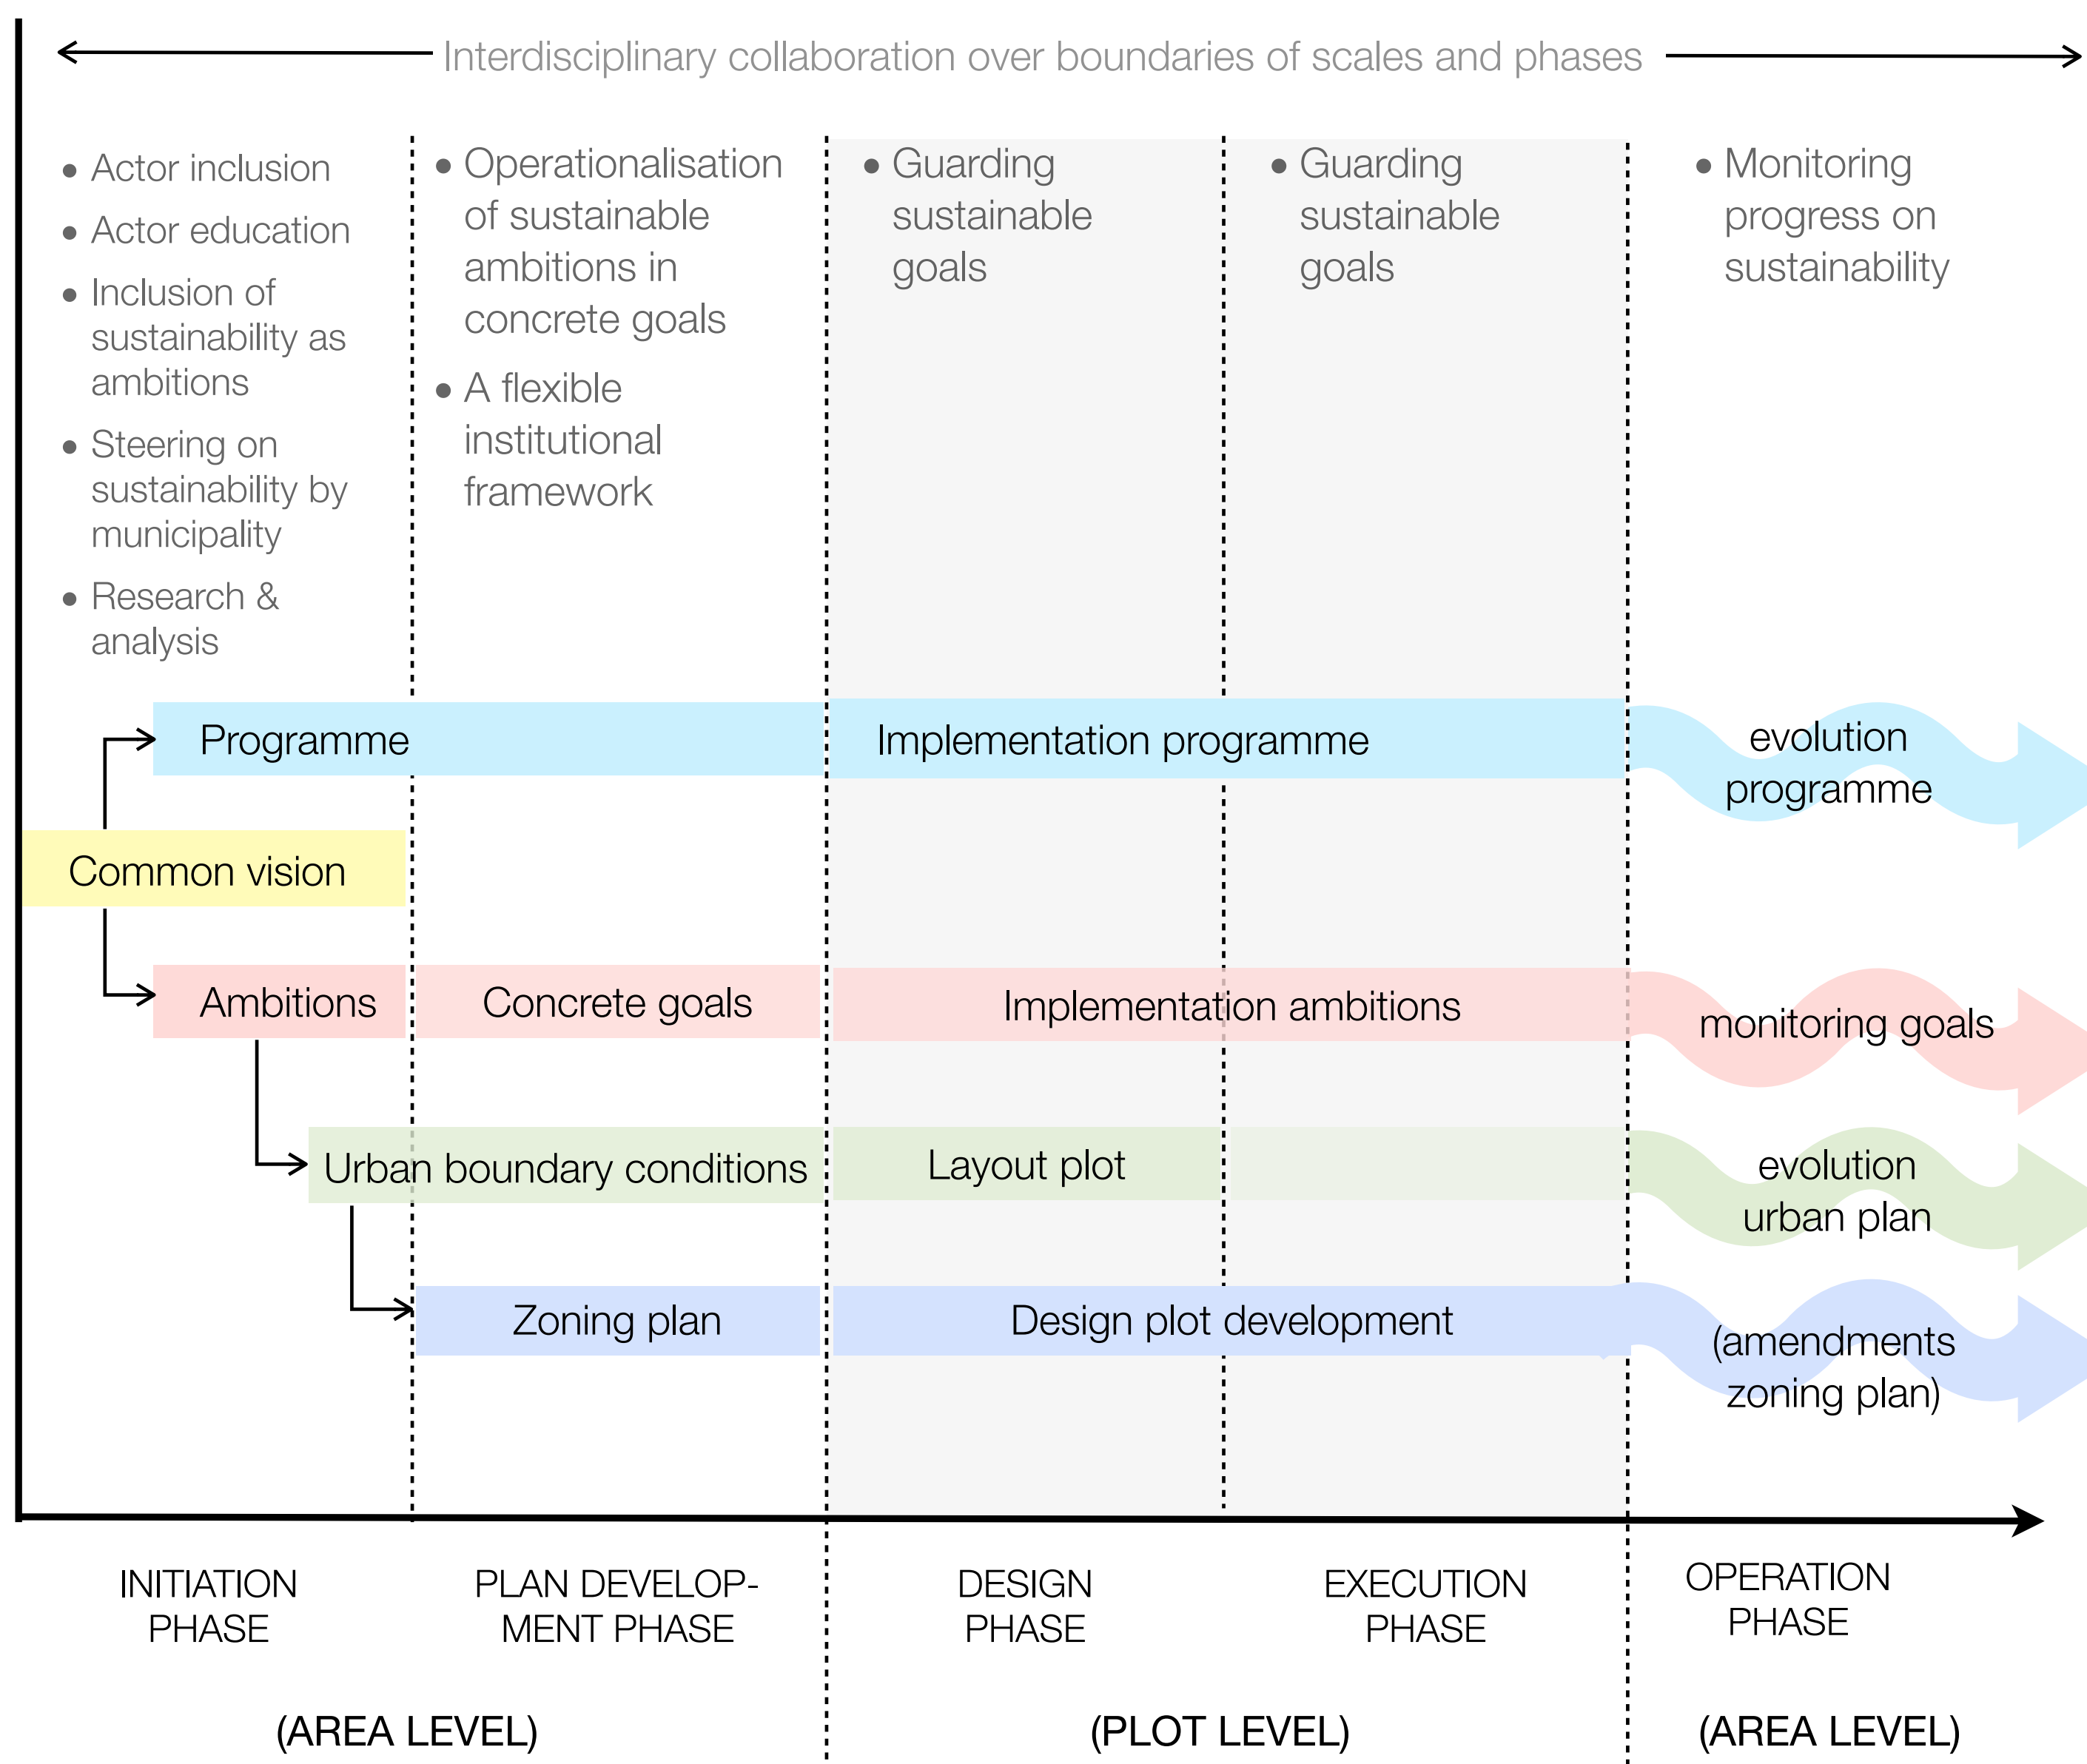 Interdisciplinary collaboration over boundaries of scales and phases
• Actor inclusion
• Actor education
• Inclusion of
sustainability as
ambitions
• Steering on
sustainability by
municipality
• Research &
analysis
• Operationalisation
of sustainable
ambitions in
concrete goals
• A flexible
institutional
framework
• Guarding
sustainable
goals
• Guarding
sustainable
goals
• Monitoring
progress on
sustainability
Programme
Implementation programme
evolution
programme
Common vision
Ambitions
Concrete goals
Implementation ambitions
monitoring goals
Urban boundary conditions
Layout plot
evolution
urban plan
Zoning plan
Design plot development
(amendments
zoning plan)
INITIATION
PHASE
PLAN DEVELOP-
MENT PHASE
DESIGN
PHASE
EXECUTION
PHASE
OPERATION
PHASE
(AREA LEVEL)
(PLOT LEVEL)
(AREA LEVEL)